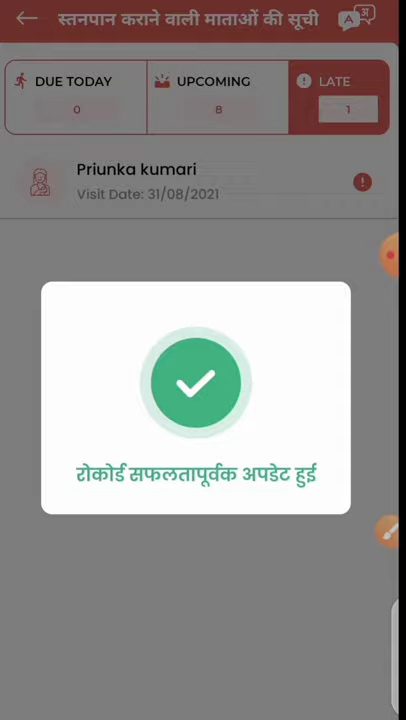 स्तनपान कराने वाली माताओं की सूची
A अ
DUE TODAY
0
UPCOMING
8
LATE
1
Priunka kumari
Visit Date: 31/08/2021
रोकोर्ड सफलतापूर्वक अपडेट हुई